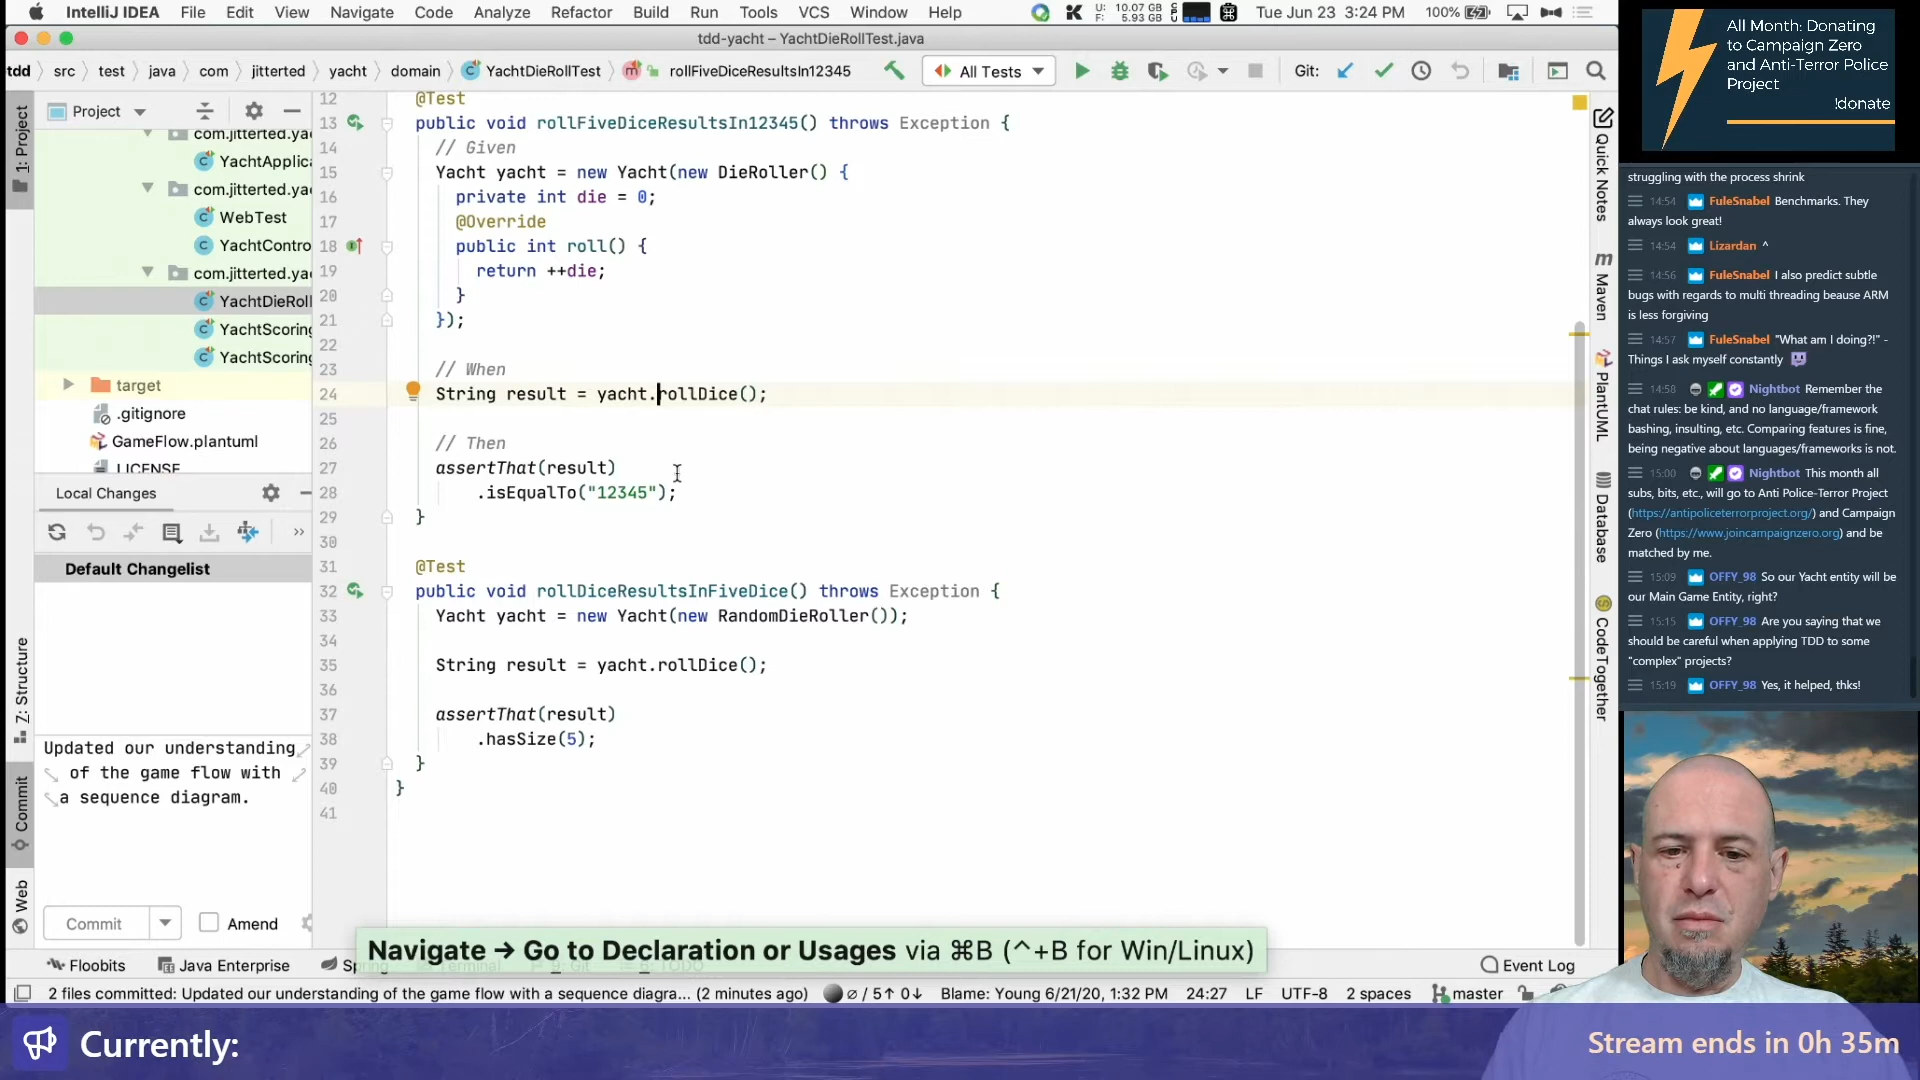 IntelliJ IDEA File Edit View Navigate Code Analyze Refactor Build Run Tools VCS Window Help
U: 10.07 GB
F: 5.93 GB
Tue Jun 23 3:24 PM 100%
tdd-yacht – YachtDieRollTest.java
tdd src test java com jitterted yacht domain YachtDieRollTest rollFiveDiceResultsIn12345
All Tests
Git:
1: Project
Project
com.jitterted.ya
YachtApplica
com.jitterted.ya
WebTest
YachtContro
com.jitterted.ya
YachtDieRoll
YachtScoring
YachtScoring
target
.gitignore
GameFlow.plantuml
LICENSE
Local Changes
Default Changelist
Z: Structure
Commit
Web
Updated our understanding
of the game flow with
a sequence diagram.
Commit
Amend
12 @Test
13 public void rollFiveDiceResultsIn12345() throws Exception {
14 // Given
15 Yacht yacht = new Yacht(new DieRoller() {
16 private int die = 0;
17 @Override
18 public int roll() {
19 return ++die;
20 }
21 });
22
23 // When
24 String result = yacht.rollDice();
25
26 // Then
27 assertThat(result)
28 .isEqualTo("12345");
29 }
30
31 @Test
32 public void rollDiceResultsInFiveDice() throws Exception {
33 Yacht yacht = new Yacht(new RandomDieRoller());
34
35 String result = yacht.rollDice();
36
37 assertThat(result)
38 .hasSize(5);
39 }
40 }
41
Quick Notes
Maven
PlantUML
Database
CodeTogether
Navigate → Go to Declaration or Usages via ⌘B (^+B for Win/Linux)
Floobits
Java Enterprise
Event Log
2 files committed: Updated our understanding of the game flow with a sequence diagra... (2 minutes ago)
∅ / 5↑ 0↓ Blame: Young 6/21/20, 1:32 PM 24:27 LF UTF-8 2 spaces master
All Month: Donating
to Campaign Zero
and Anti-Terror Police
Project
!donate
struggling with the process shrink
14:54 FuleSnabel Benchmarks. They
always look great!
14:54 Lizardan ^
14:56 FuleSnabel I also predict subtle
bugs with regards to multi threading beause ARM
is less forgiving
14:57 FuleSnabel "What am I doing?!" -
Things I ask myself constantly
14:58 Nightbot Remember the
chat rules: be kind, and no language/framework
bashing, insulting, etc. Comparing features is fine,
being negative about languages/frameworks is not.
15:00 Nightbot This month all
subs, bits, etc., will go to Anti Police-Terror Project
(https://antipoliceterrorproject.org/) and Campaign
Zero (https://www.joincampaignzero.org) and be
matched by me.
15:09 OFFY_98 So our Yacht entity will be
our Main Game Entity, right?
15:15 OFFY_98 Are you saying that we
should be careful when applying TDD to some
"complex" projects?
15:19 OFFY_98 Yes, it helped, thks!
Currently:
Stream ends in 0h 35m